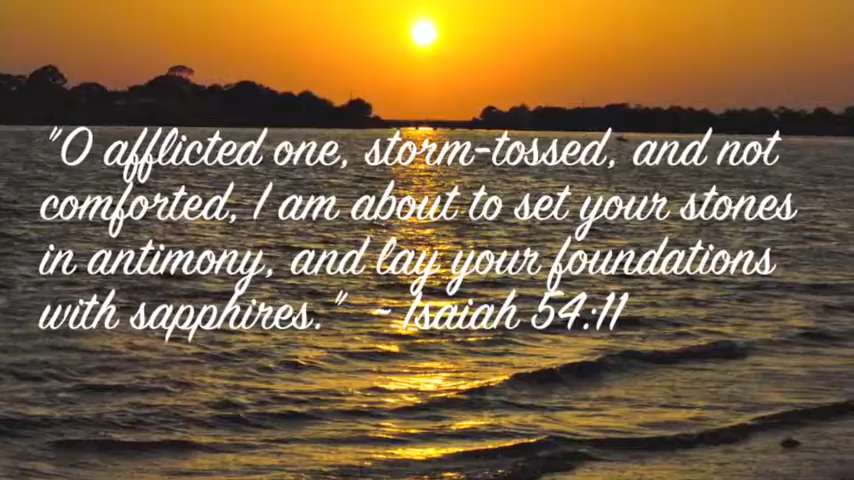 "O afflicted one, storm-tossed, and not
comforted, I am about to set your stones
in antimony, and lay your foundations
with sapphires." ~ Isaiah 54:11